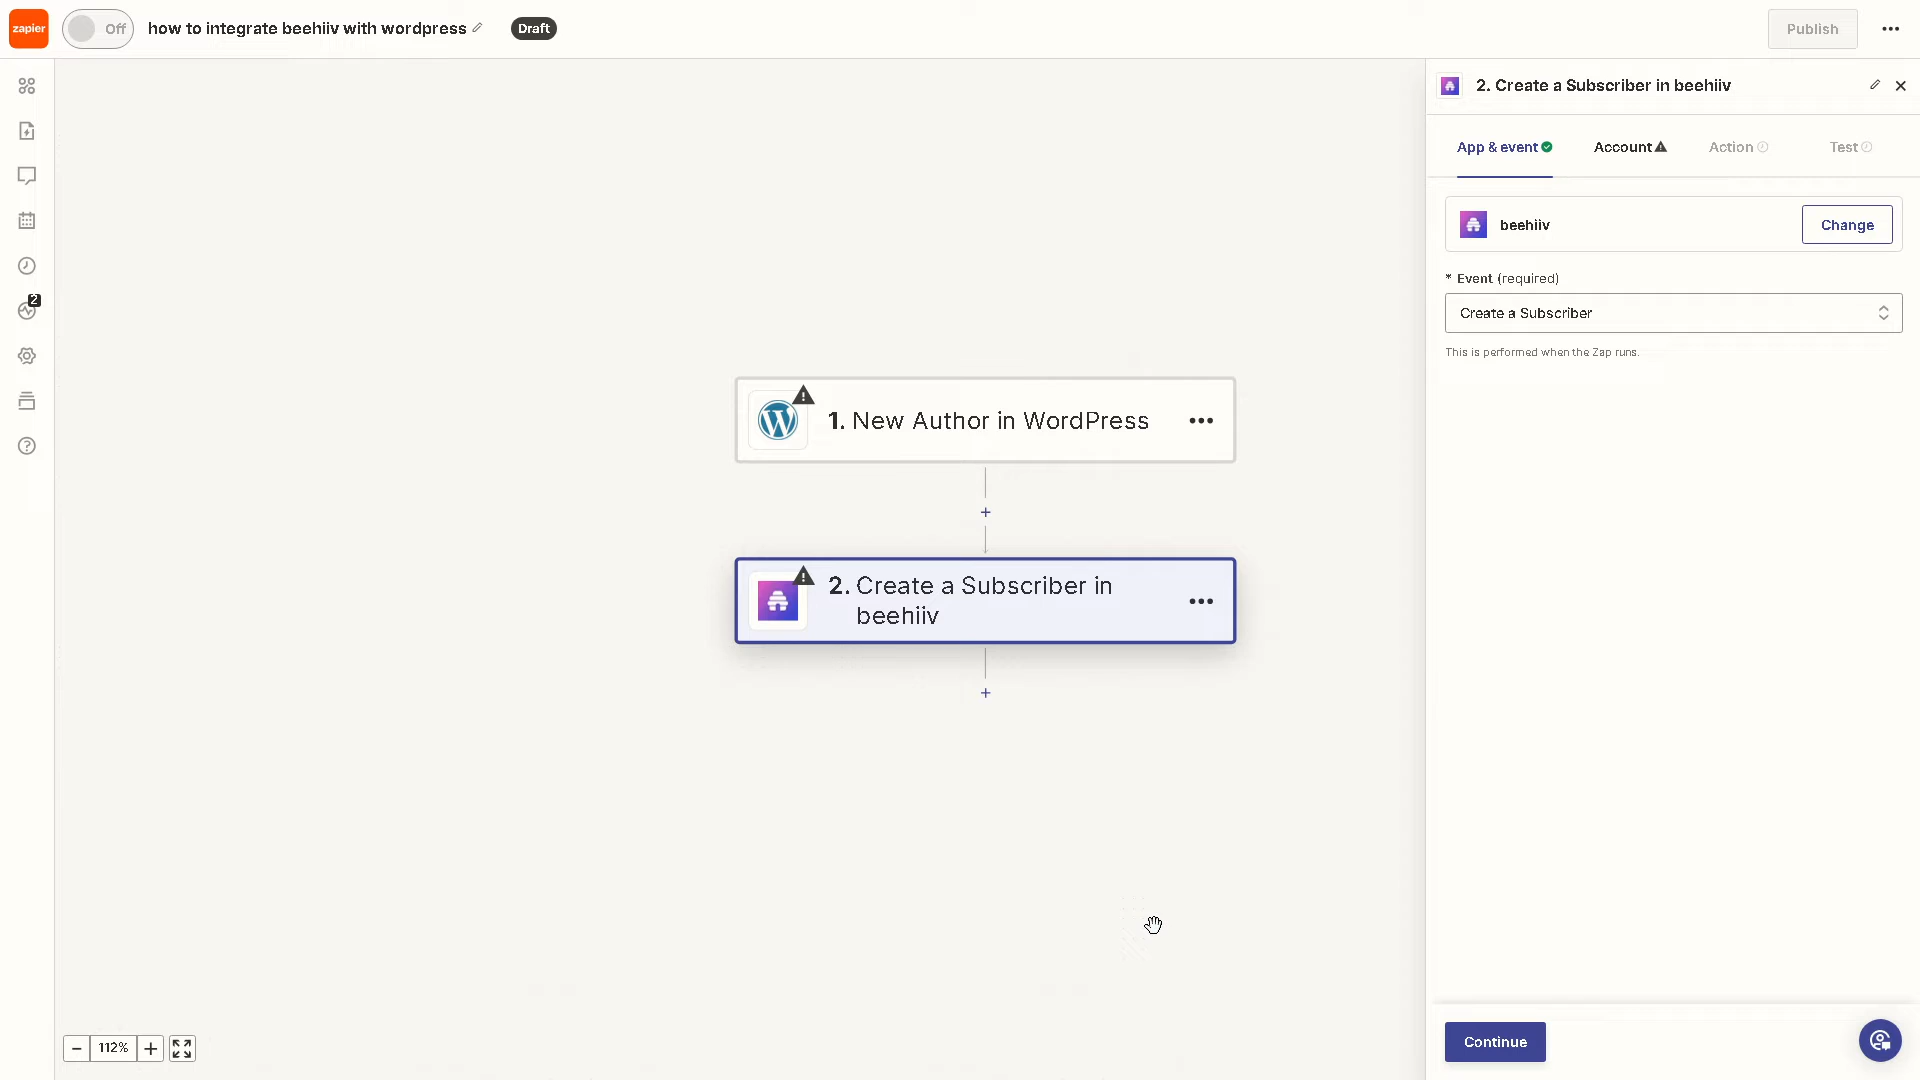 zapier
Off
how to integrate beehiiv with wordpress
Draft
Publish
2. Create a Subscriber in beehiiv
App & event
Account
Action
Test
beehiiv
Change
* Event (required)
Create a Subscriber
This is performed when the Zap runs.
2
1. New Author in WordPress
2. Create a Subscriber in
beehiiv
112%
Continue